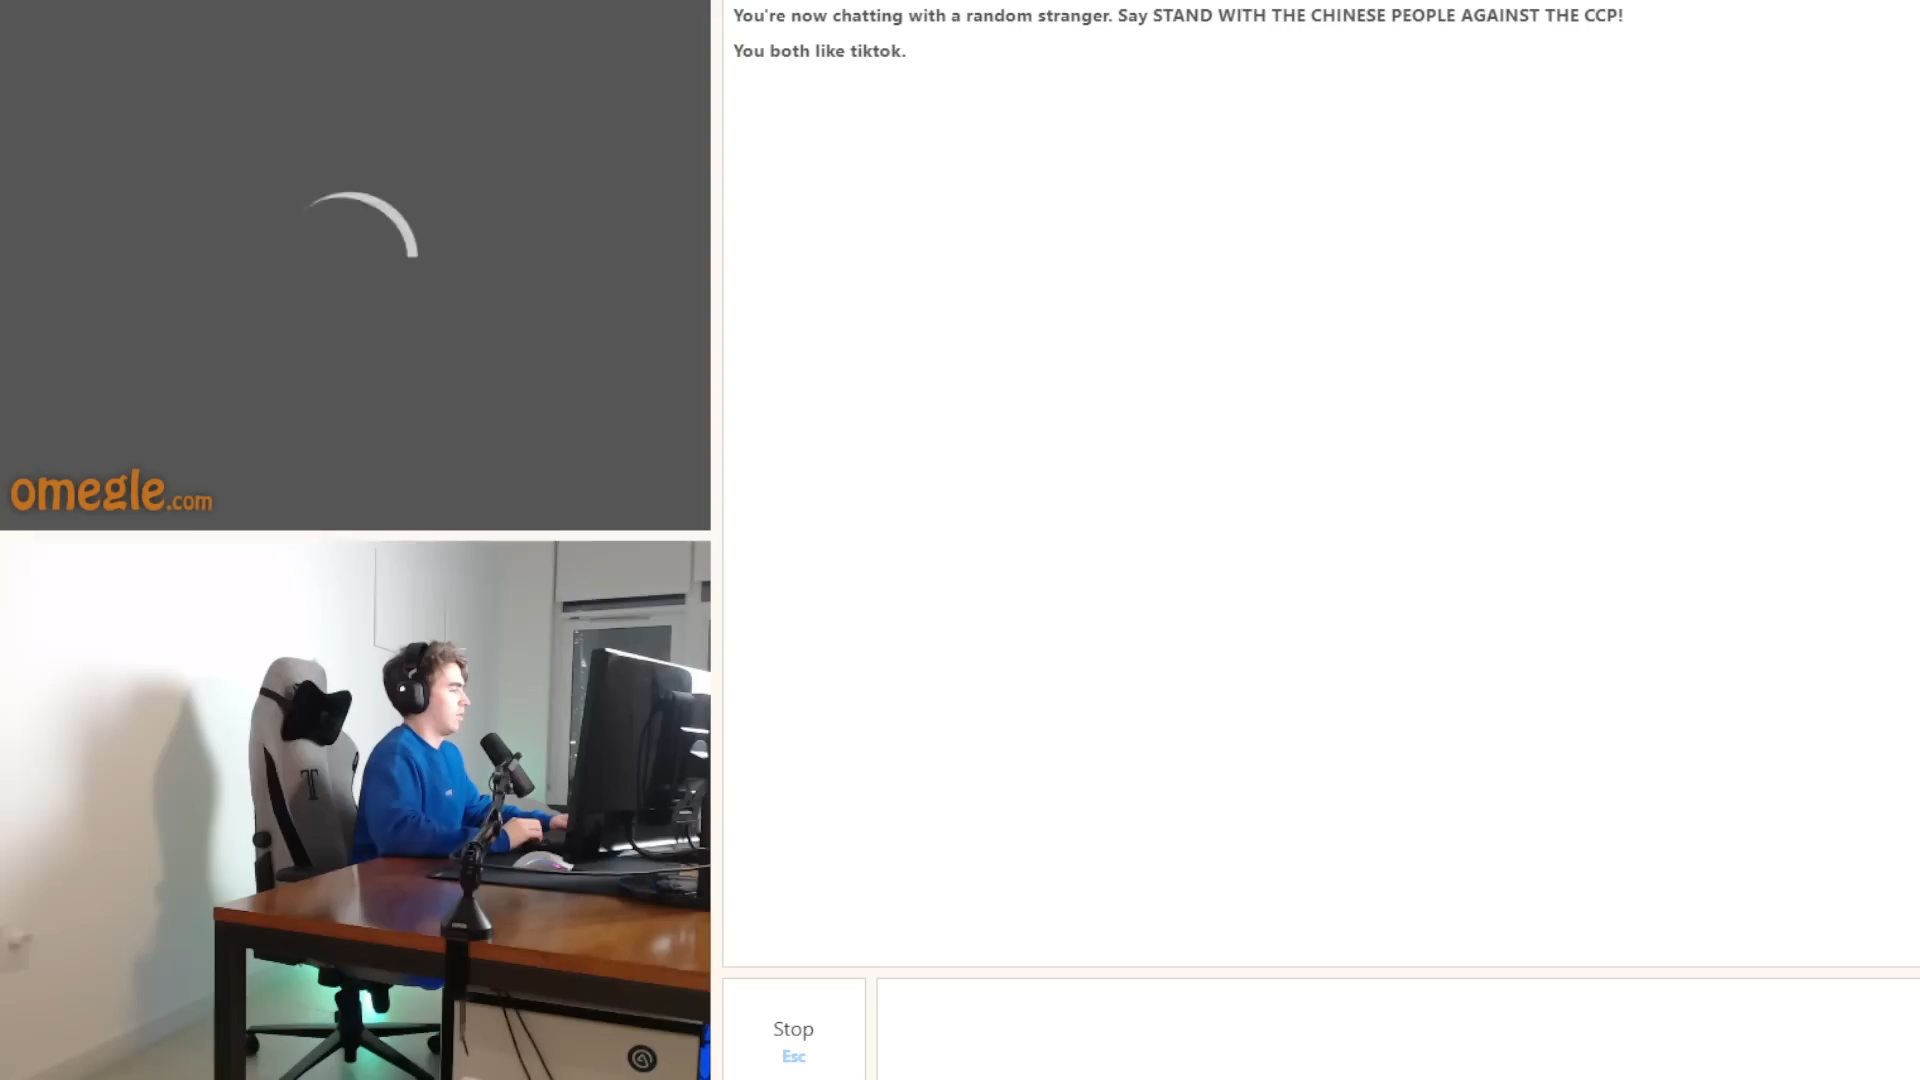 You're now chatting with a random stranger. Say STAND WITH THE CHINESE PEOPLE AGAINST THE CCP!
You both like tiktok.
omegle.com
T
Stop
Esc